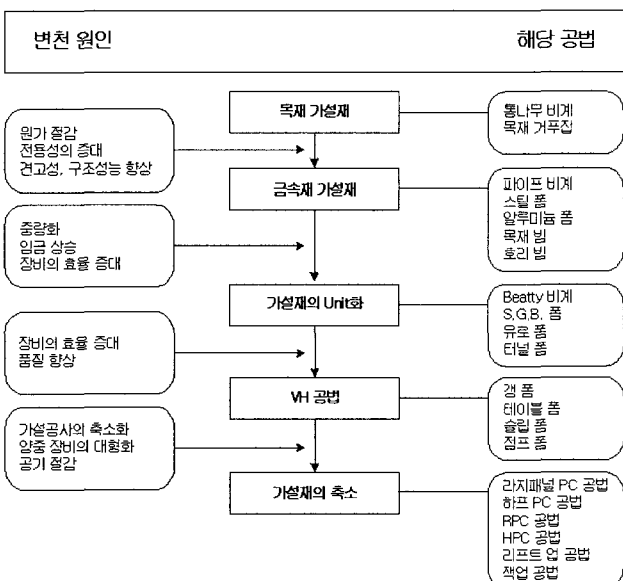 변천 원인
해당 공법
목재 가설재
통나무 비계
목재 거푸집
원가 절감
전용성의 증대
견고성, 구조성능 향상
금속재 가설재
파이프 비계
스틸 폼
알루미늄 폼
목재 빔
호리 빔
중량화
임금 상승
장비의 효율 증대
가설재의 Unit화
Beatty 비계
S.G.B. 폼
유로 폼
터널 폼
장비의 효율 증대
품질 향상
VH 공법
갱 폼
테이블 폼
슬립 폼
점프 폼
가설공사의 축소화
양중 장비의 대형화
공기 절감
가설재의 축소
라지패널 PC 공법
하프 PC 공법
RPC 공법
HPC 공법
리프트 업 공법
잭업 공법